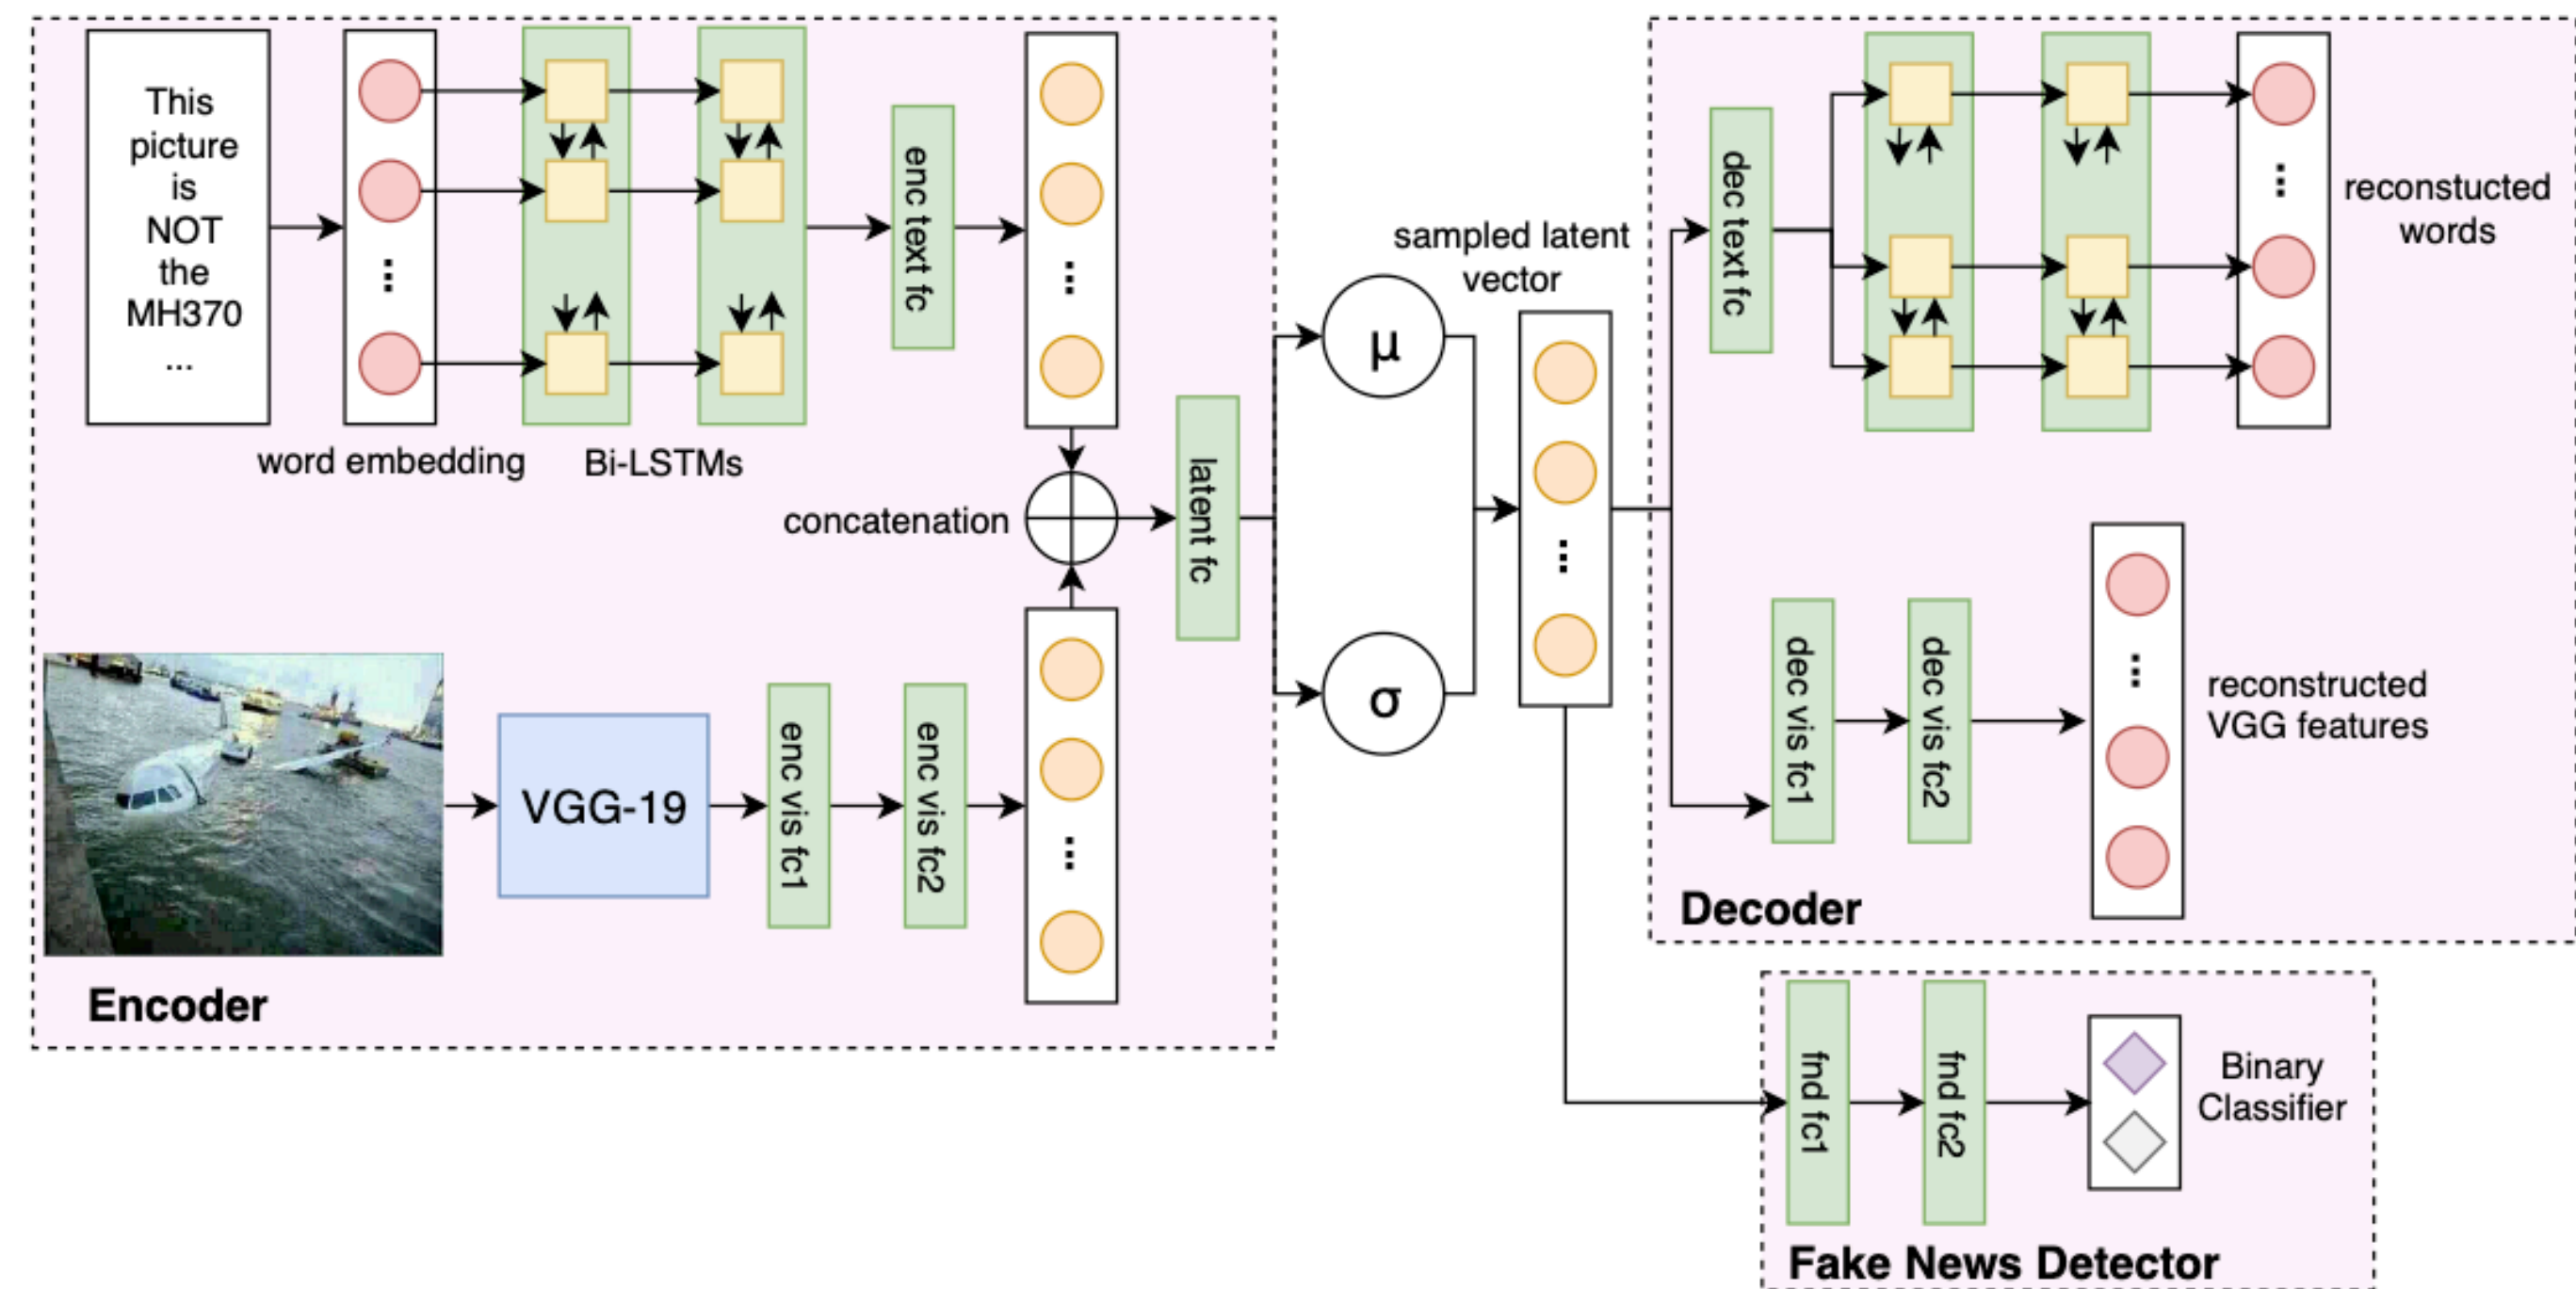 This
picture
is
NOT
the
MH370
...
word embedding
Bi-LSTMs
enc text fc
concatenation
latent fc
VGG-19
enc vis fc1
enc vis fc2
Encoder
μ
σ
sampled latent
vector
dec text fc
reconstucted
words
dec vis fc1
dec vis fc2
reconstructed
VGG features
Decoder
fnd fc1
fnd fc2
Binary
Classifier
Fake News Detector